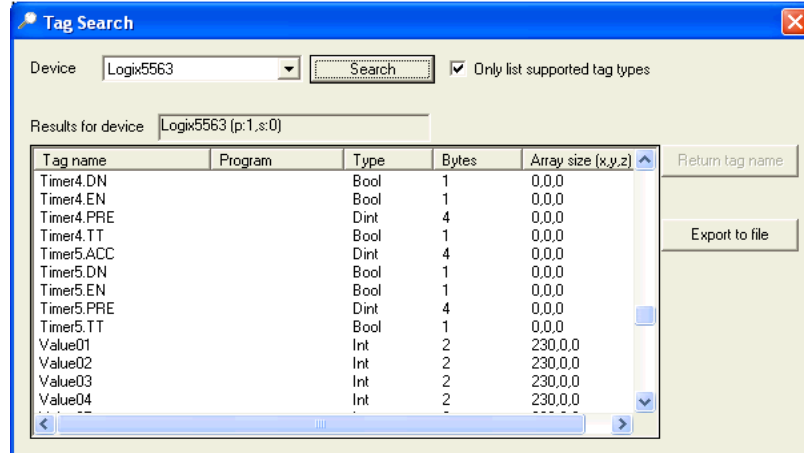 Tag Search
Device Logix5563 Search Only list supported tag types
Results for device Logix5563 (p:1,s:0)
Tag name Program Type Bytes Array size (x,y,z) Return tag name
Timer4.DN Bool 1 0,0,0
Timer4.EN Bool 1 0,0,0
Timer4.PRE Dint 4 0,0,0
Timer4.TT Bool 1 0,0,0 Export to file
Timer5.ACC Dint 4 0,0,0
Timer5.DN Bool 1 0,0,0
Timer5.EN Bool 1 0,0,0
Timer5.PRE Dint 4 0,0,0
Timer5.TT Bool 1 0,0,0
Value01 Int 2 230,0,0
Value02 Int 2 230,0,0
Value03 Int 2 230,0,0
Value04 Int 2 230,0,0